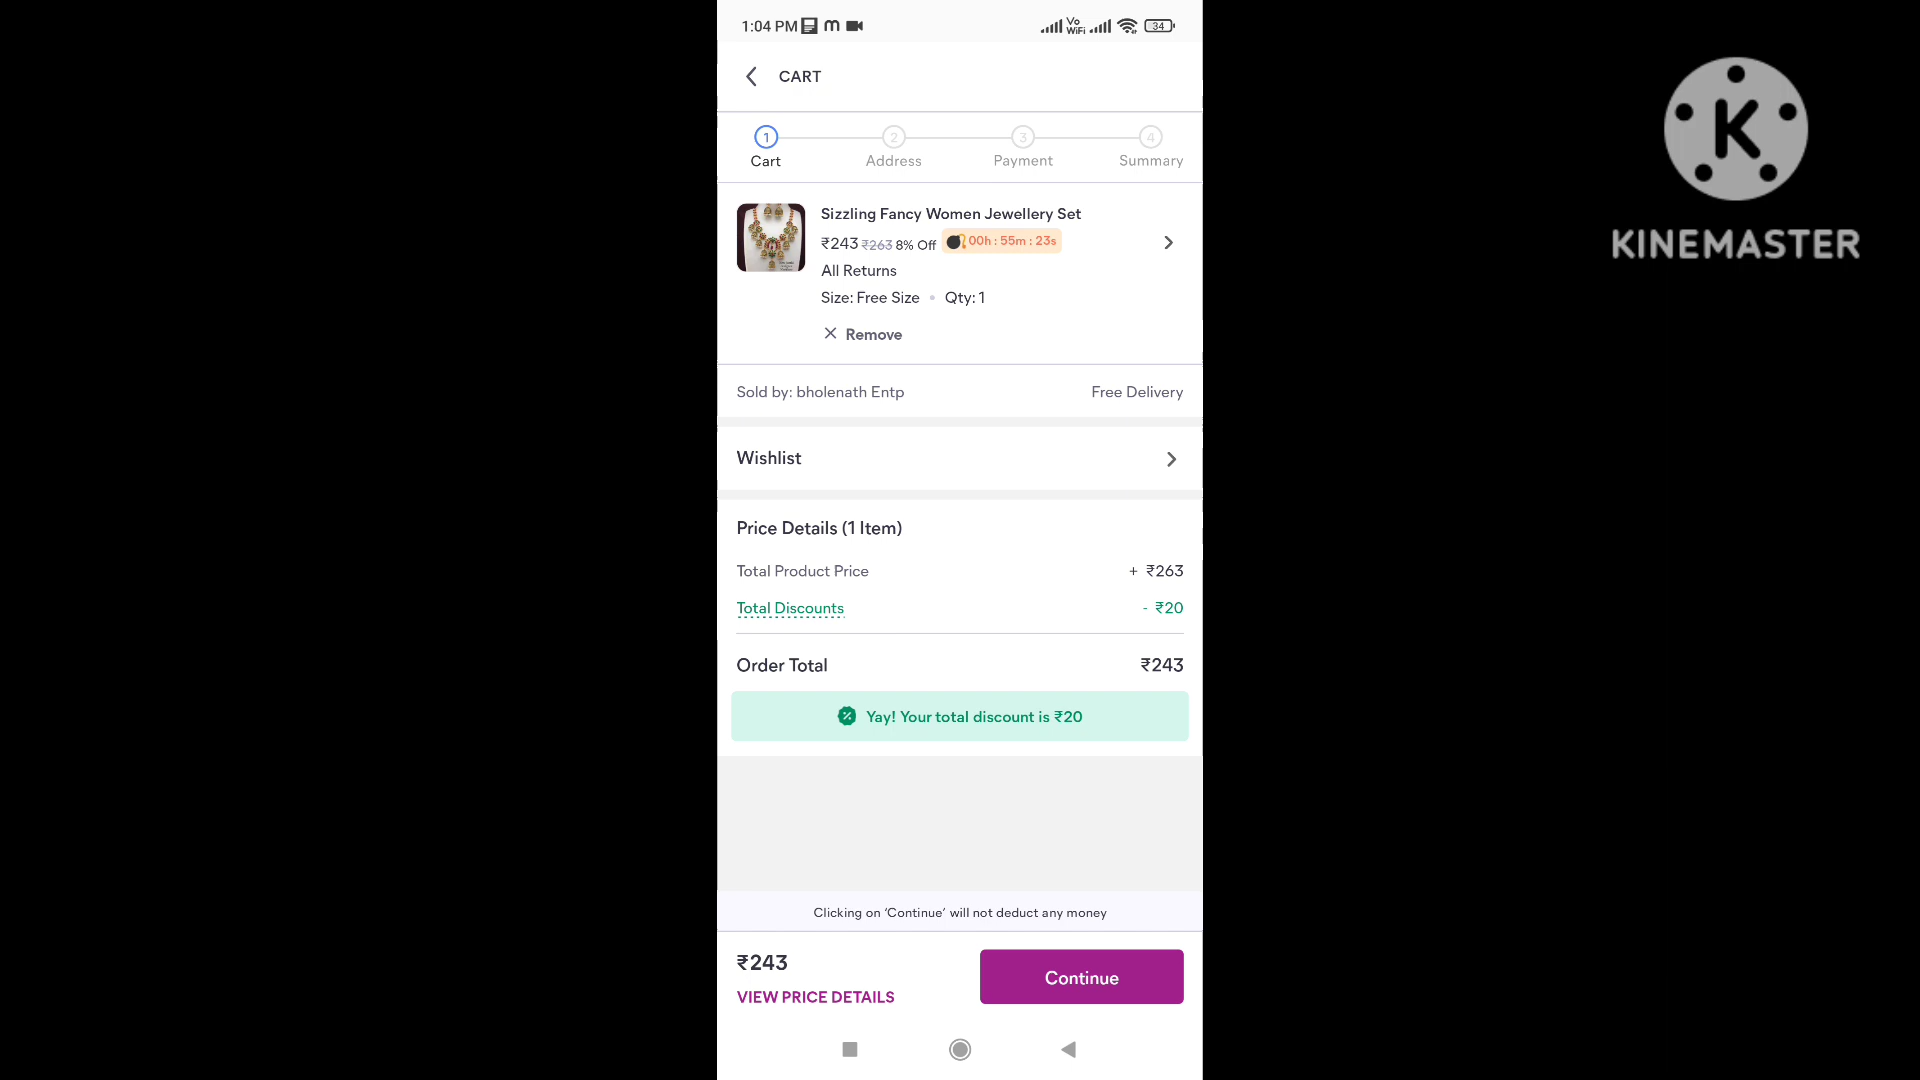 1:04 PM
Vo
WiFi
34
CART
1
2
3
4
Cart
Address
Payment
Summary
K
KINEMASTER
Sizzling Fancy Women Jewellery Set
₹243 ₹263 8% Off 00h : 55m : 23s
All Returns
Size: Free Size • Qty: 1
Remove
Sold by: bholenath Entp
Free Delivery
Wishlist
Price Details (1 Item)
Total Product Price + ₹263
Total Discounts - ₹20
Order Total ₹243
Yay! Your total discount is ₹20
Clicking on ‘Continue’ will not deduct any money
₹243
VIEW PRICE DETAILS
Continue